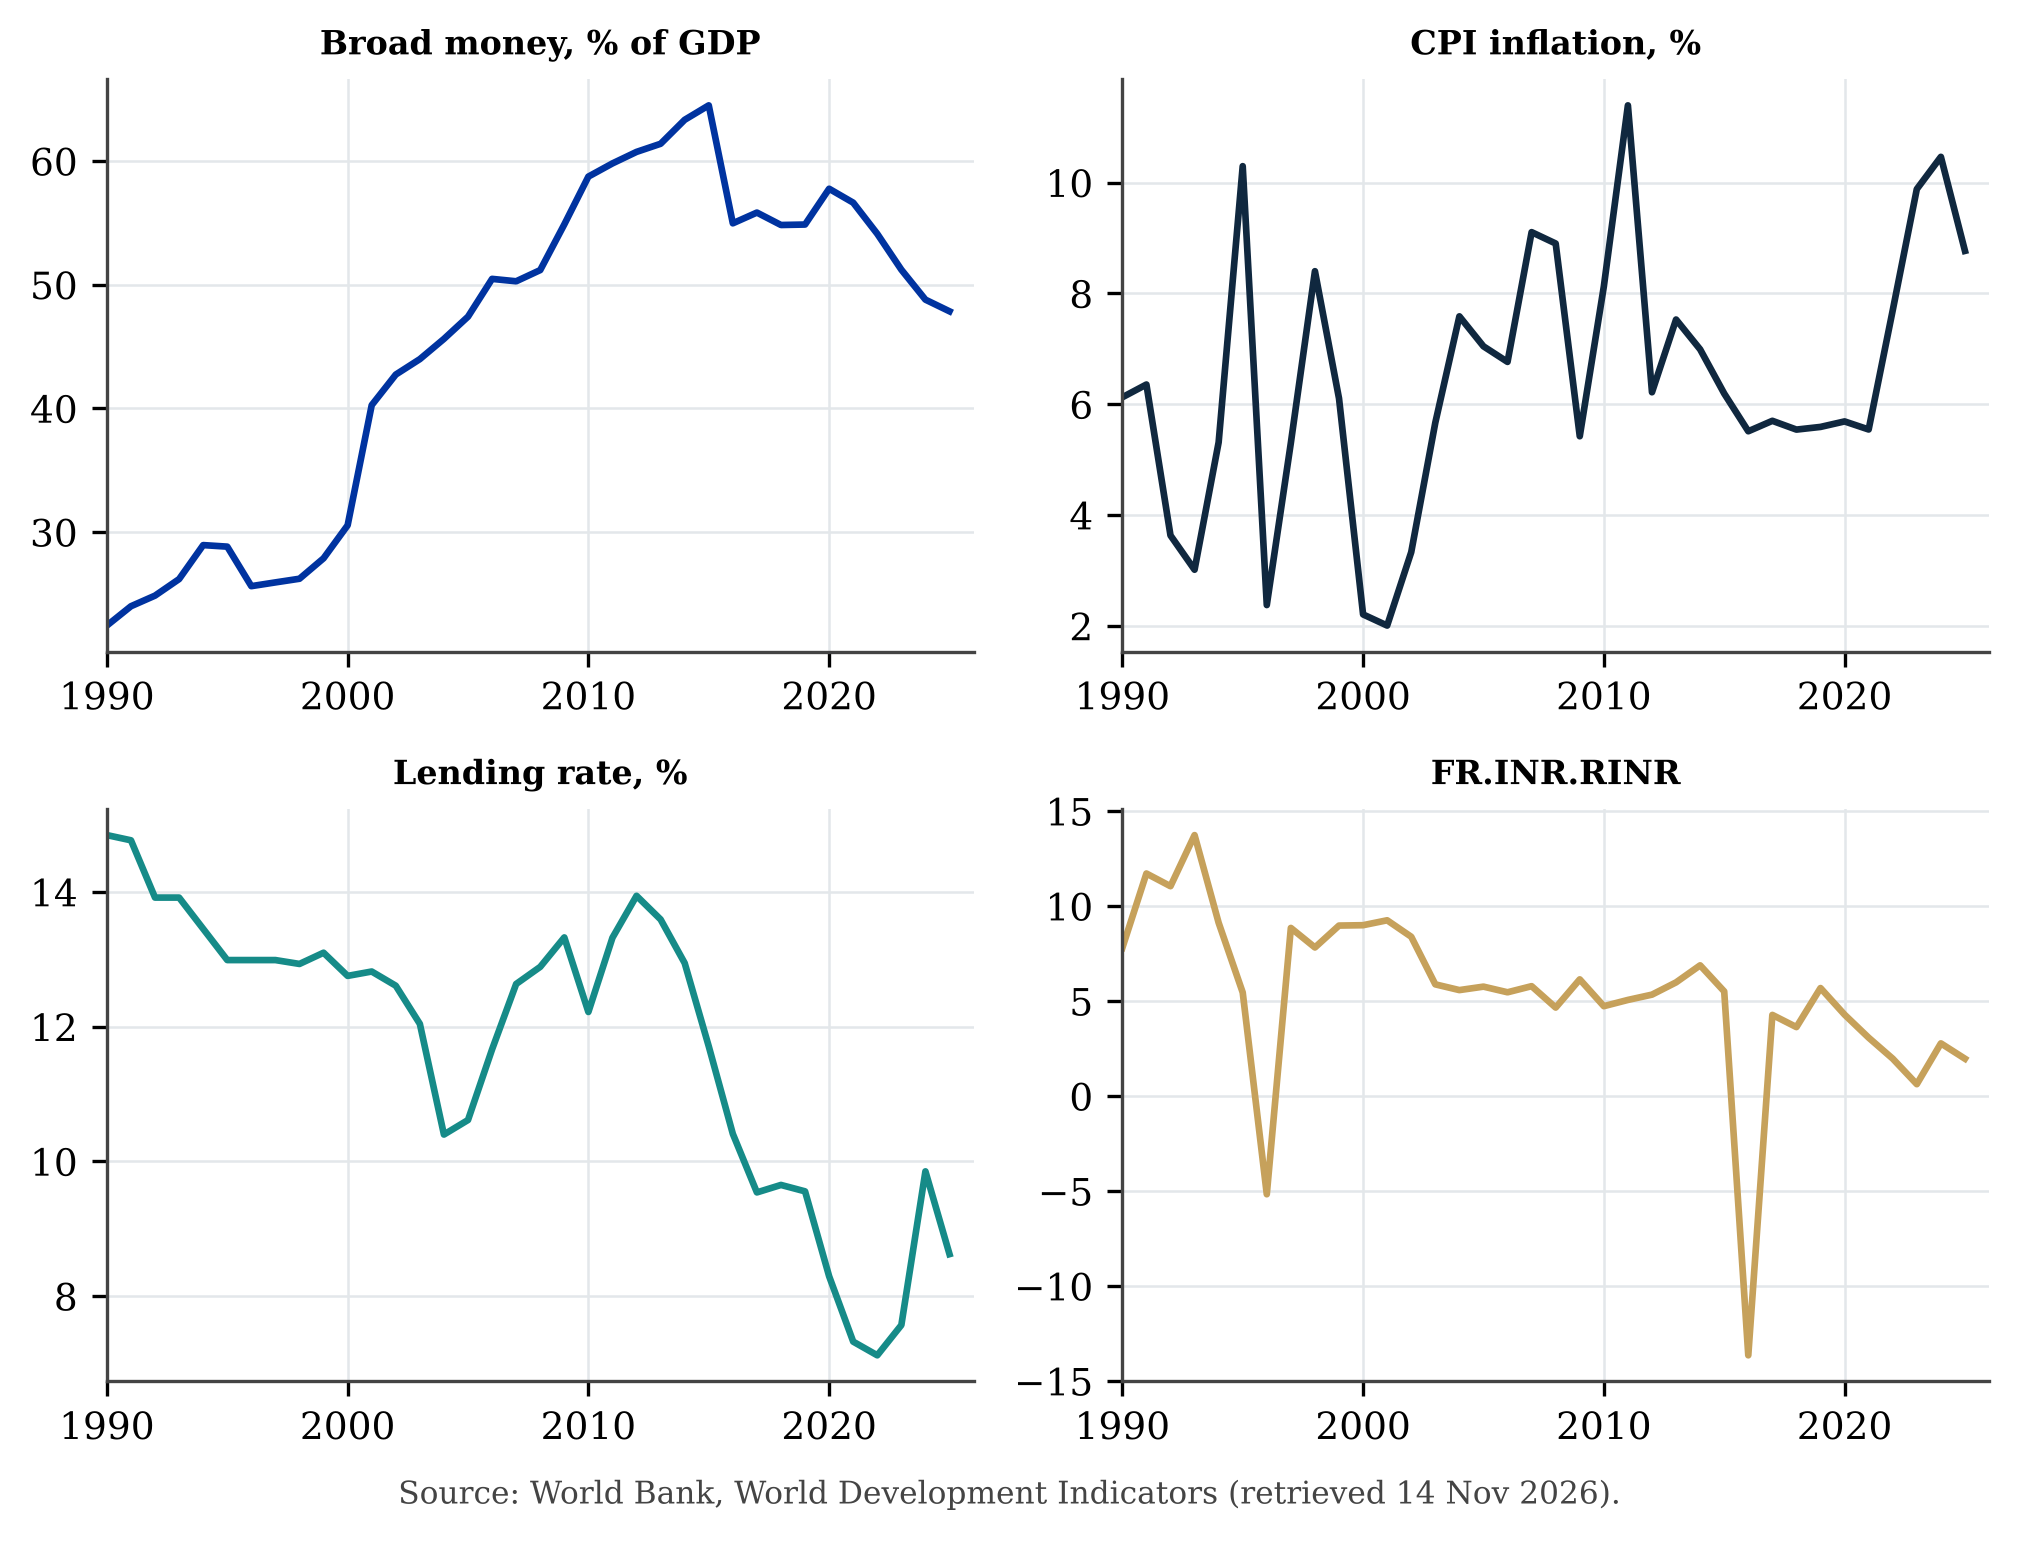 Broad money, % of GDP
60
50
40
30
1990 2000 2010 2020
CPI inflation, %
10
8
6
4
2
1990 2000 2010 2020
Lending rate, %
14
12
10
8
1990 2000 2010 2020
FR.INR.RINR
15
10
5
0
−5
−10
−15
1990 2000 2010 2020
Source: World Bank, World Development Indicators (retrieved 14 Nov 2026).